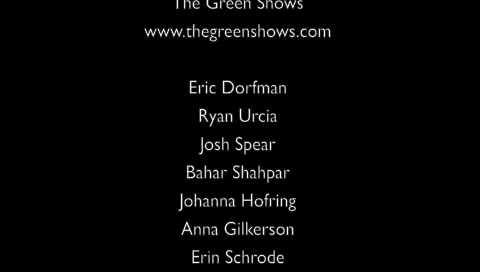 The Green Shows
www.thegreenshows.com
Eric Dorfman
Ryan Urcia
Josh Spear
Bahar Shahpar
Johanna Hofring
Anna Gilkerson
Erin Schrode